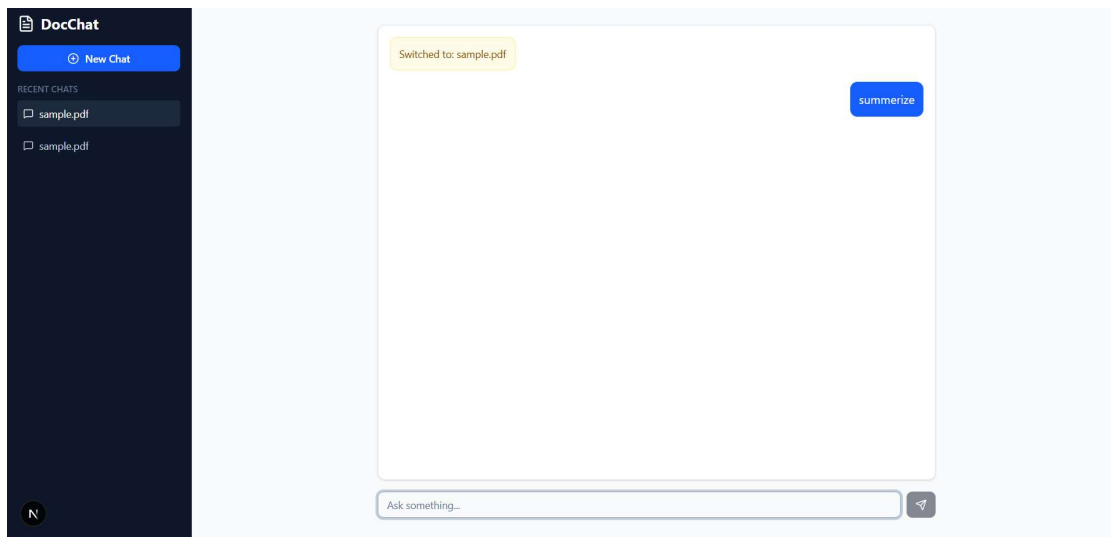 DocChat
New Chat
RECENT CHATS
sample.pdf
sample.pdf
N
Switched to: sample.pdf
summerize
Ask something...